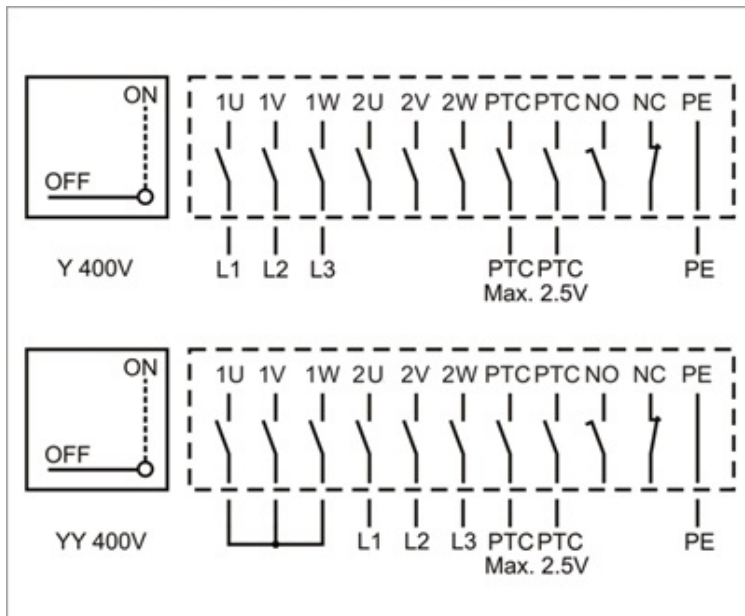 ON
OFF
Y 400V
1U 1V 1W 2U 2V 2W PTC PTC NO NC PE
L1 L2 L3 PTC PTC PE
Max. 2.5V
ON
OFF
YY 400V
1U 1V 1W 2U 2V 2W PTC PTC NO NC PE
L1 L2 L3 PTC PTC PE
Max. 2.5V